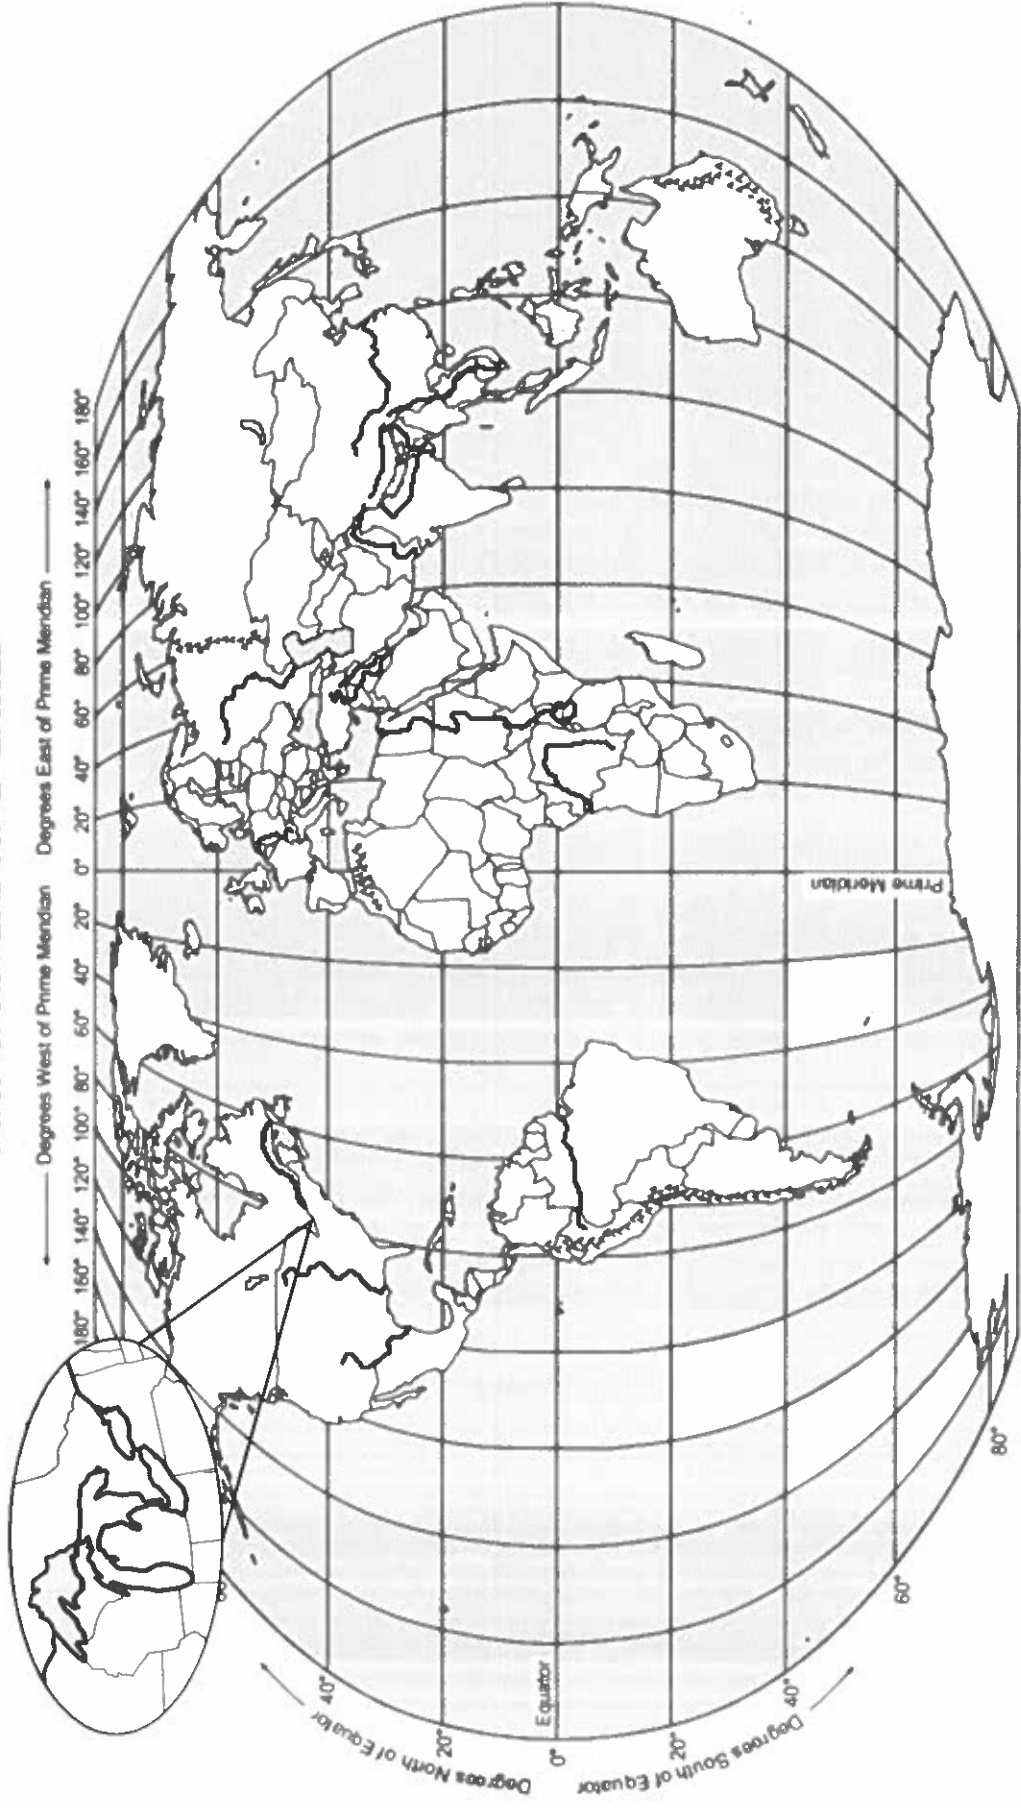 Degrees West of Prime Meridian
Degrees East of Prime Meridian
180° 160° 140° 120° 100° 80° 60° 40° 20° 0° 20° 40° 60° 80° 100° 120° 140° 160° 180°
Degrees North of Equator
40°
20°
Equator
0°
20°
40°
60°
80°
Degrees South of Equator
Prime Meridian